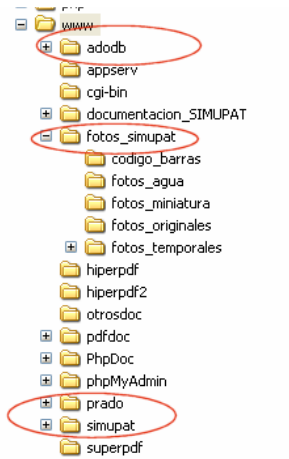 php
www
adodb
appserv
cgi-bin
documentacion_SIMUPAT
fotos_simupat
codigo_barras
fotos_agua
fotos_miniatura
fotos_originales
fotos_temporales
hiperpdf
hiperpdf2
otrosdoc
pdfdoc
PhpDoc
phpMyAdmin
prado
simupat
superpdf